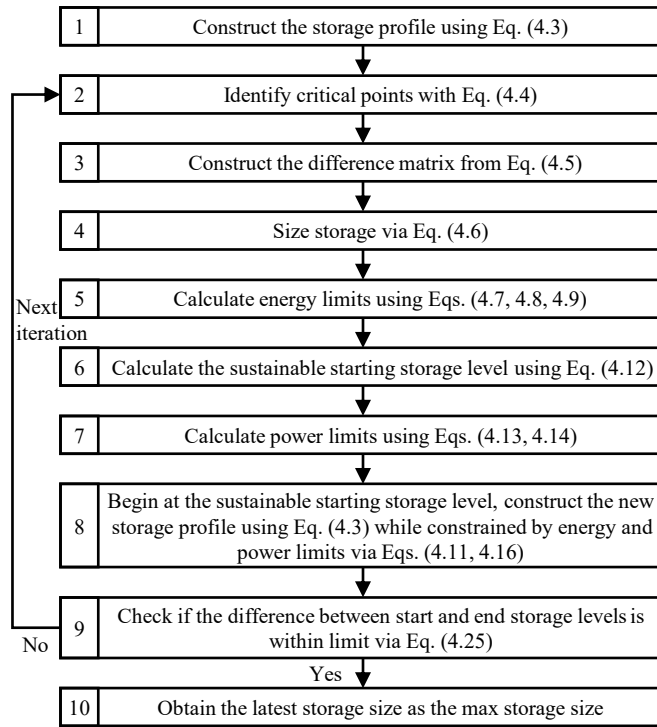 1 Construct the storage profile using Eq. (4.3)
2 Identify critical points with Eq. (4.4)
3 Construct the difference matrix from Eq. (4.5)
4 Size storage via Eq. (4.6)
5 Calculate energy limits using Eqs. (4.7, 4.8, 4.9)
Next
iteration
6 Calculate the sustainable starting storage level using Eq. (4.12)
7 Calculate power limits using Eqs. (4.13, 4.14)
Begin at the sustainable starting storage level, construct the new
8 storage profile using Eq. (4.3) while constrained by energy and
power limits via Eqs. (4.11, 4.16)
9 Check if the difference between start and end storage levels is
within limit via Eq. (4.25)
No
Yes
10 Obtain the latest storage size as the max storage size